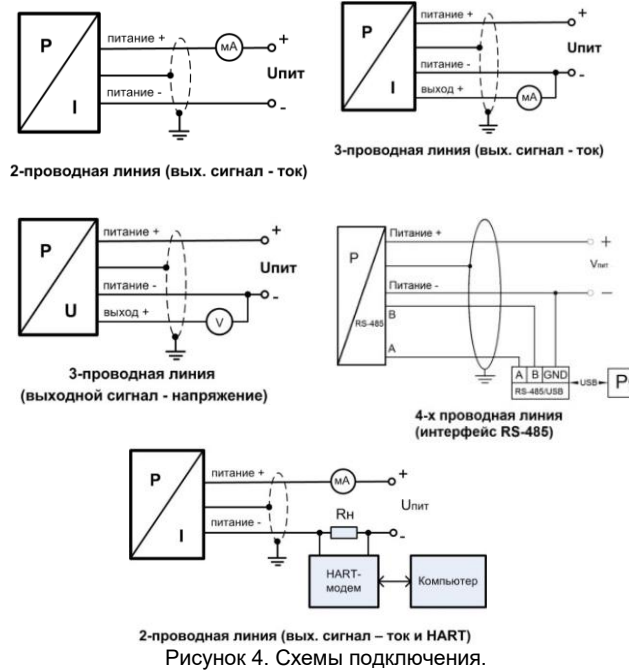 P
I
питание +
мА
+
Uпит
питание -
-
2-проводная линия (вых. сигнал - ток)
P
I
питание +
+
Uпит
питание -
-
выход +
мА
3-проводная линия (вых. сигнал - ток)
P
U
питание +
+
Uпит
питание -
-
выход +
V
3-проводная линия
(выходной сигнал - напряжение)
P
RS-485
Питание +
+
Vпит
Питание -
−
B
A
A B GND
RS-485/USB
USB
P
4-х проводная линия
(интерфейс RS-485)
P
I
питание +
мА
+
Uпит
питание -
Rн
-
HART-
модем
Компьютер
2-проводная линия (вых. сигнал – ток и HART)
Рисунок 4. Схемы подключения.